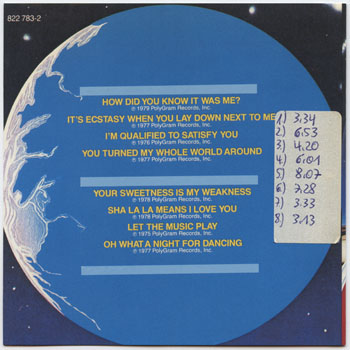 822 783-2
HOW DID YOU KNOW IT WAS ME?
℗ 1979 PolyGram Records, Inc.
IT'S ECSTASY WHEN YOU LAY DOWN NEXT TO ME
℗ 1977 PolyGram Records, Inc.
I'M QUALIFIED TO SATISFY YOU
℗ 1976 PolyGram Records, Inc.
YOU TURNED MY WHOLE WORLD AROUND
℗ 1977 PolyGram Records, Inc.
YOUR SWEETNESS IS MY WEAKNESS
℗ 1978 PolyGram Records, Inc.
SHA LA LA MEANS I LOVE YOU
℗ 1978 PolyGram Records, Inc.
LET THE MUSIC PLAY
℗ 1975 PolyGram Records, Inc.
OH WHAT A NIGHT FOR DANCING
℗ 1977 PolyGram Records, Inc.
1) 3.34
2) 6.53
3) 4.20
4) 6.01
5) 8.07
6) 7.28
7) 3.33
8) 3.13